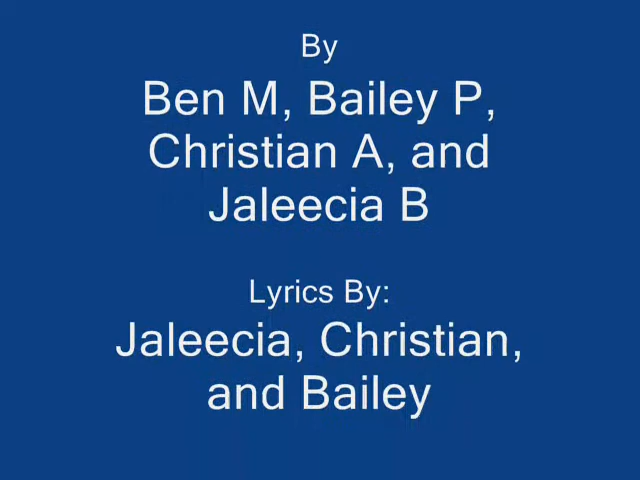 By
Ben M, Bailey P,
Christian A, and
Jaleecia B
Lyrics By:
Jaleecia, Christian,
and Bailey